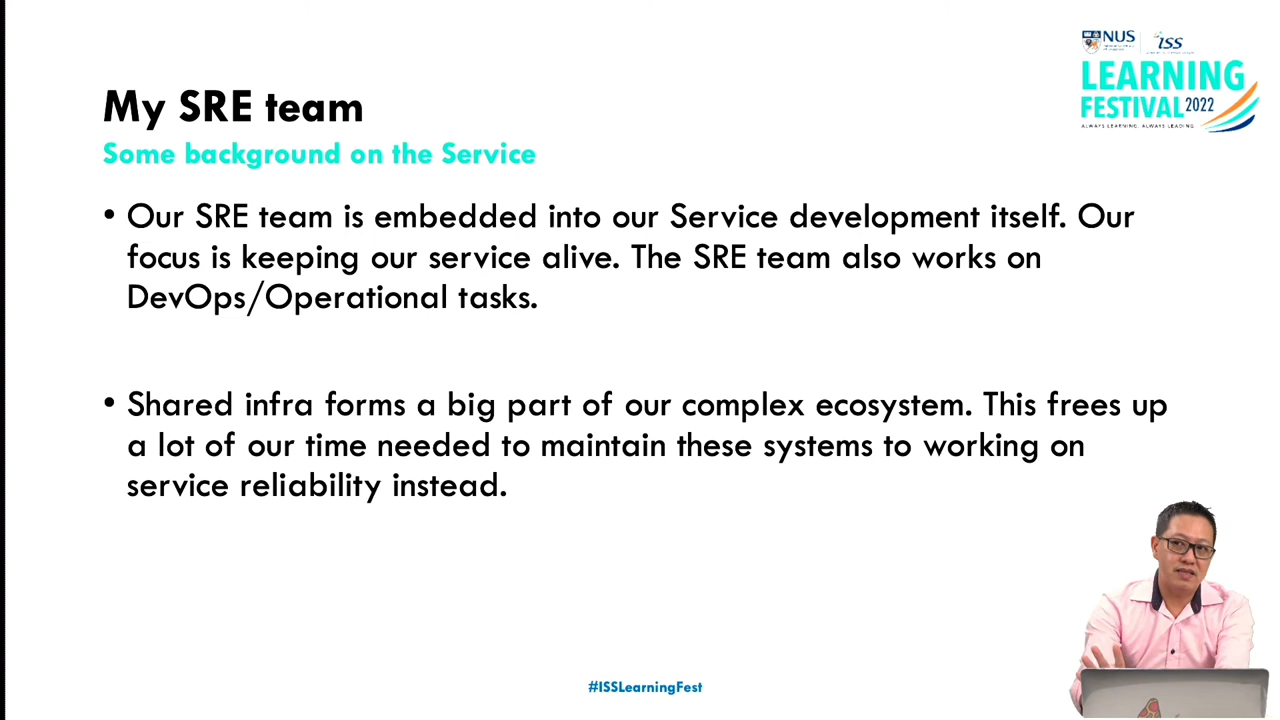 NUS
iss
LEARNING
FESTIVAL 2022
ALWAYS LEARNING, ALWAYS LEADING
My SRE team
Some background on the Service
• Our SRE team is embedded into our Service development itself. Our
focus is keeping our service alive. The SRE team also works on
DevOps/Operational tasks.
• Shared infra forms a big part of our complex ecosystem. This frees up
a lot of our time needed to maintain these systems to working on
service reliability instead.
#ISSLearningFest